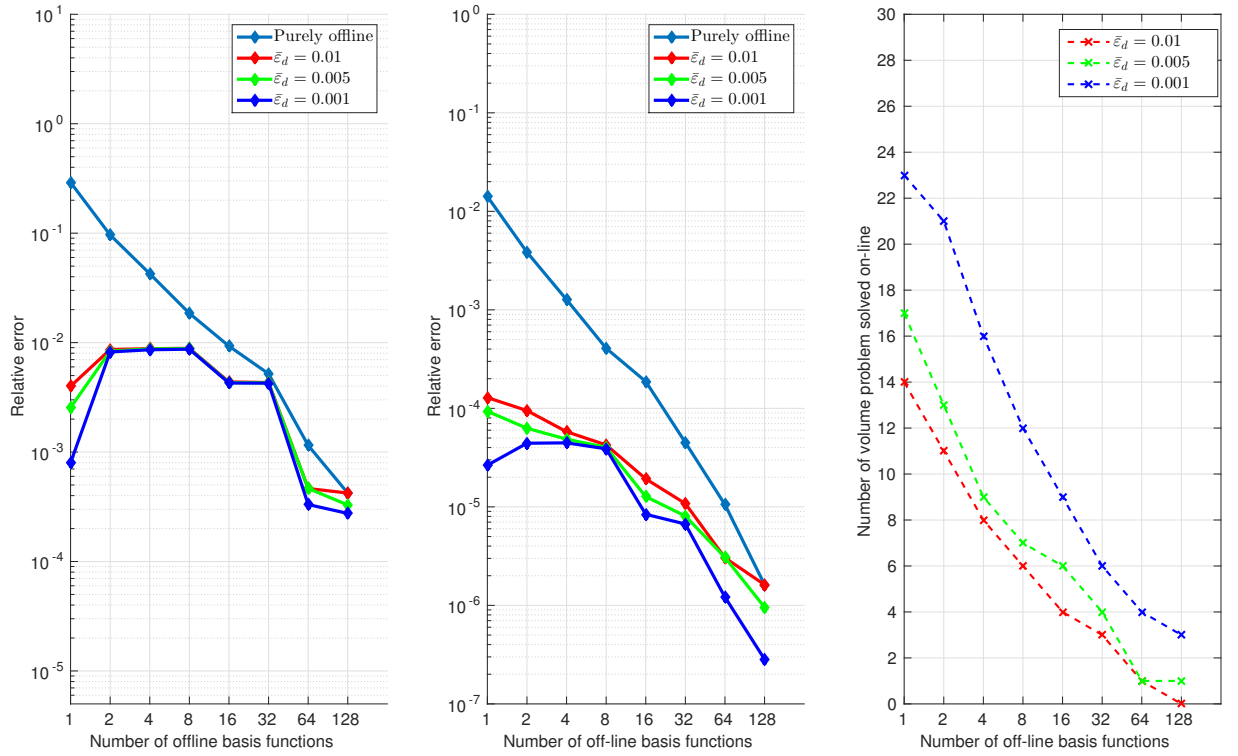 10^1
10^0
10^-1
10^-2
10^-3
10^-4
10^-5
Relative error
1 2 4 8 16 32 64 128
Number of offline basis functions
Purely offline
ε̄_d = 0.01
ε̄_d = 0.005
ε̄_d = 0.001
10^0
10^-1
10^-2
10^-3
10^-4
10^-5
10^-6
10^-7
Relative error
1 2 4 8 16 32 64 128
Number of off-line basis functions
Purely offline
ε̄_d = 0.01
ε̄_d = 0.005
ε̄_d = 0.001
30
28
26
24
22
20
18
16
14
12
10
8
6
4
2
0
Number of volume problem solved on-line
1 2 4 8 16 32 64 128
Number of off-line basis functions
ε̄_d = 0.01
ε̄_d = 0.005
ε̄_d = 0.001